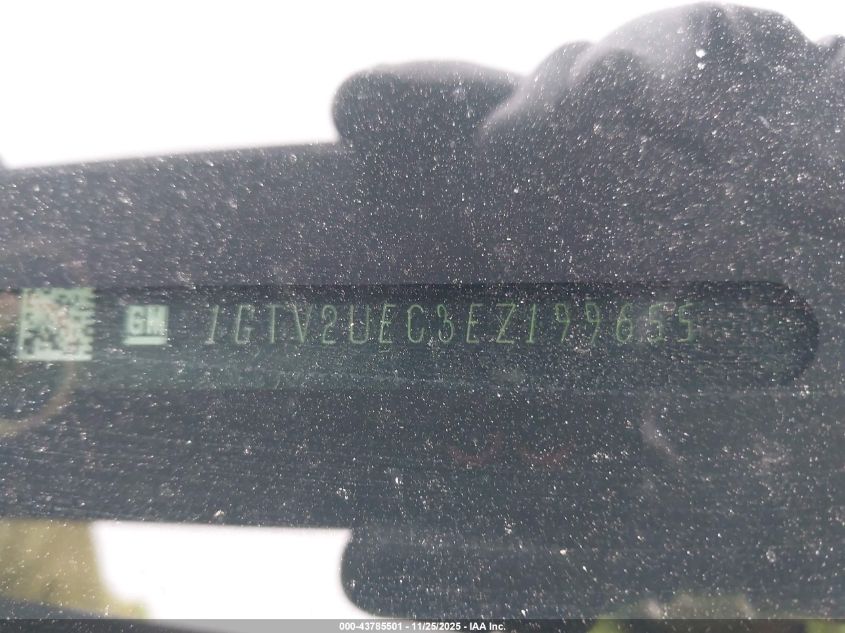 GM 1GTV2UEC3EZ199655
000-43785501 - 11/25/2025 - IAA Inc.